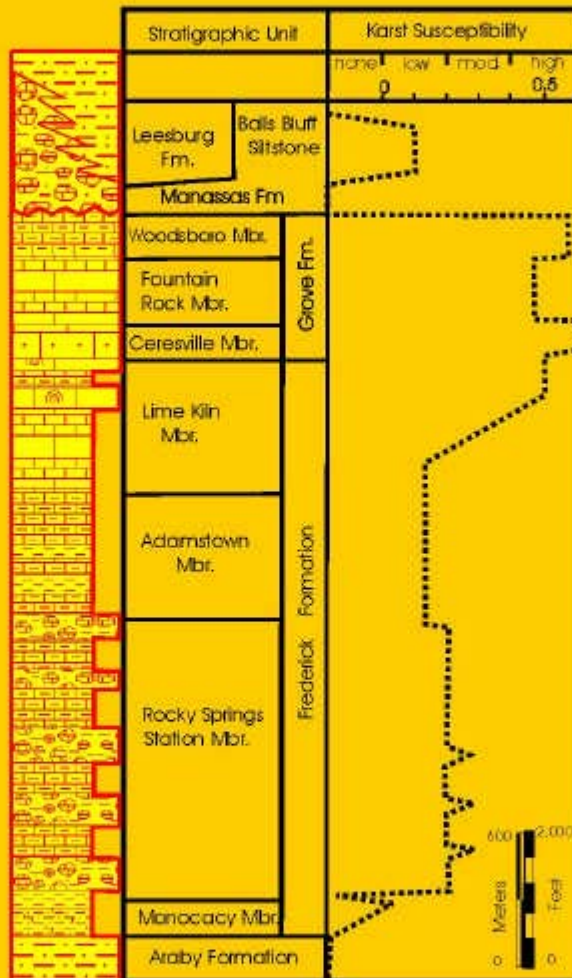 Stratigraphic Unit
Karst Susceptibility
none low mod. high
0 0.5
Leesburg
Fm.
Balls Bluff
Siltstone
Manassas Fm
Woodsboro Mbr.
Fountain
Rock Mbr.
Ceresville Mbr.
Grove Fm.
Lime Kiln
Mbr.
Adamstown
Mbr.
Rocky Springs
Station Mbr.
Frederick Formation
Monocacy Mbr.
Araby Formation
600 2,000
Meters Feet
0 0